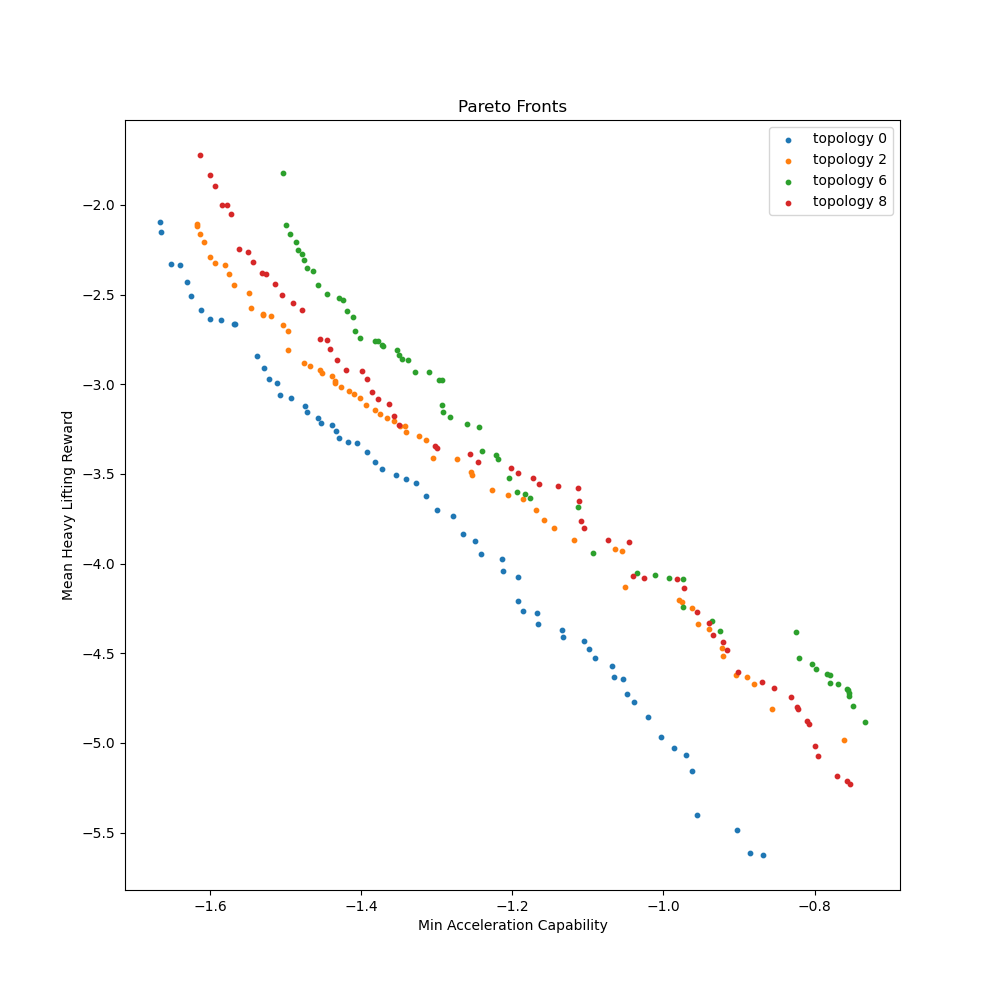 Pareto Fronts
topology 0
topology 2
topology 6
topology 8
−2.0
−2.5
−3.0
−3.5
−4.0
−4.5
−5.0
−5.5
Mean Heavy Lifting Reward
−1.6
−1.4
−1.2
−1.0
−0.8
Min Acceleration Capability